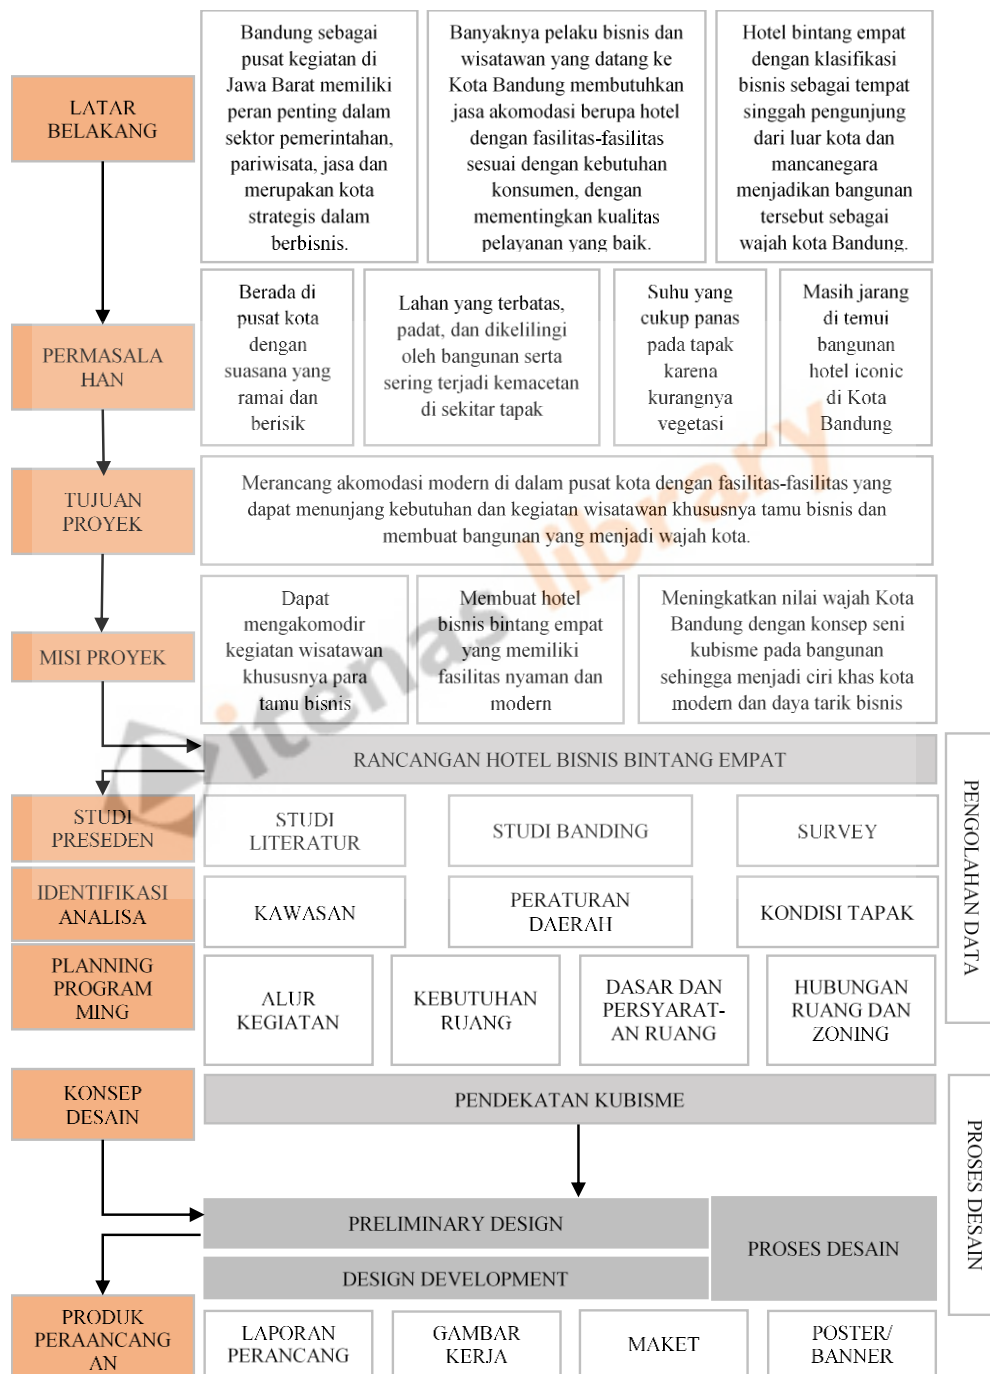 LATAR
BELAKANG
Bandung sebagai
pusat kegiatan di
Jawa Barat memiliki
peran penting dalam
sektor pemerintahan,
pariwisata, jasa dan
merupakan kota
strategis dalam
berbisnis.
Banyaknya pelaku bisnis dan
wisatawan yang datang ke
Kota Bandung membutuhkan
jasa akomodasi berupa hotel
dengan fasilitas-fasilitas
sesuai dengan kebutuhan
konsumen, dengan
mementingkan kualitas
pelayanan yang baik.
Hotel bintang empat
dengan klasifikasi
bisnis sebagai tempat
singgah pengunjung
dari luar kota dan
mancanegara
menjadikan bangunan
tersebut sebagai
wajah kota Bandung.
PERMASALA
HAN
Berada di
pusat kota
dengan
suasana yang
ramai dan
berisik
Lahan yang terbatas,
padat, dan dikelilingi
oleh bangunan serta
sering terjadi kemacetan
di sekitar tapak
Suhu yang
cukup panas
pada tapak
karena
kurangnya
vegetasi
Masih jarang
di temui
bangunan
hotel iconic
di Kota
Bandung
TUJUAN
PROYEK
Merancang akomodasi modern di dalam pusat kota dengan fasilitas-fasilitas yang
dapat menunjang kebutuhan dan kegiatan wisatawan khususnya tamu bisnis dan
membuat bangunan yang menjadi wajah kota.
MISI PROYEK
Dapat
mengakomodir
kegiatan wisatawan
khususnya para
tamu bisnis
Membuat hotel
bisnis bintang empat
yang memiliki
fasilitas nyaman dan
modern
Meningkatkan nilai wajah Kota
Bandung dengan konsep seni
kubisme pada bangunan
sehingga menjadi ciri khas kota
modern dan daya tarik bisnis
itenas library
RANCANGAN HOTEL BISNIS BINTANG EMPAT
PENGOLAHAN DATA
STUDI
PRESEDEN
STUDI
LITERATUR
STUDI BANDING
SURVEY
IDENTIFIKASI
ANALISA
KAWASAN
PERATURAN
DAERAH
KONDISI TAPAK
PLANNING
PROGRAM
MING
ALUR
KEGIATAN
KEBUTUHAN
RUANG
DASAR DAN
PERSYARAT-
AN RUANG
HUBUNGAN
RUANG DAN
ZONING
KONSEP
DESAIN
PENDEKATAN KUBISME
PROSES DESAIN
PRELIMINARY DESIGN
PROSES DESAIN
DESIGN DEVELOPMENT
PRODUK
PERAANCANG
AN
LAPORAN
PERANCANG
GAMBAR
KERJA
MAKET
POSTER/
BANNER